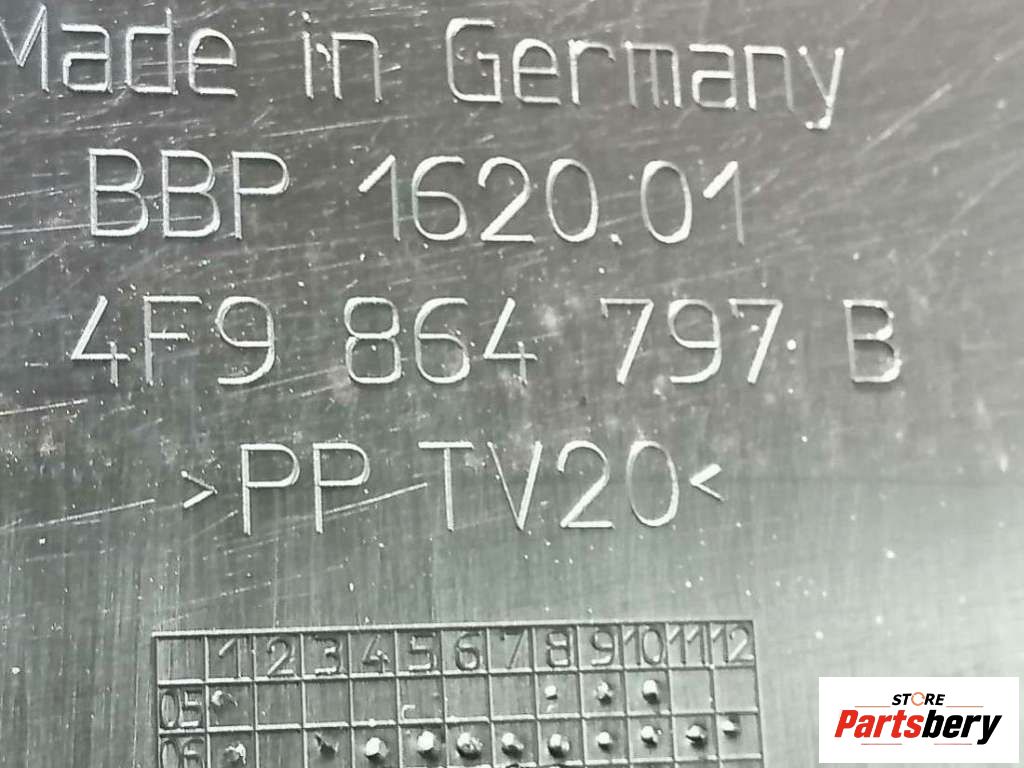 Made in Germany
BBP 1620.01
4F9 864 797 B
>PP TV20<
1 2 3 4 5 6 7 8 9 10 11 12
05
06
STORE
Partsbery